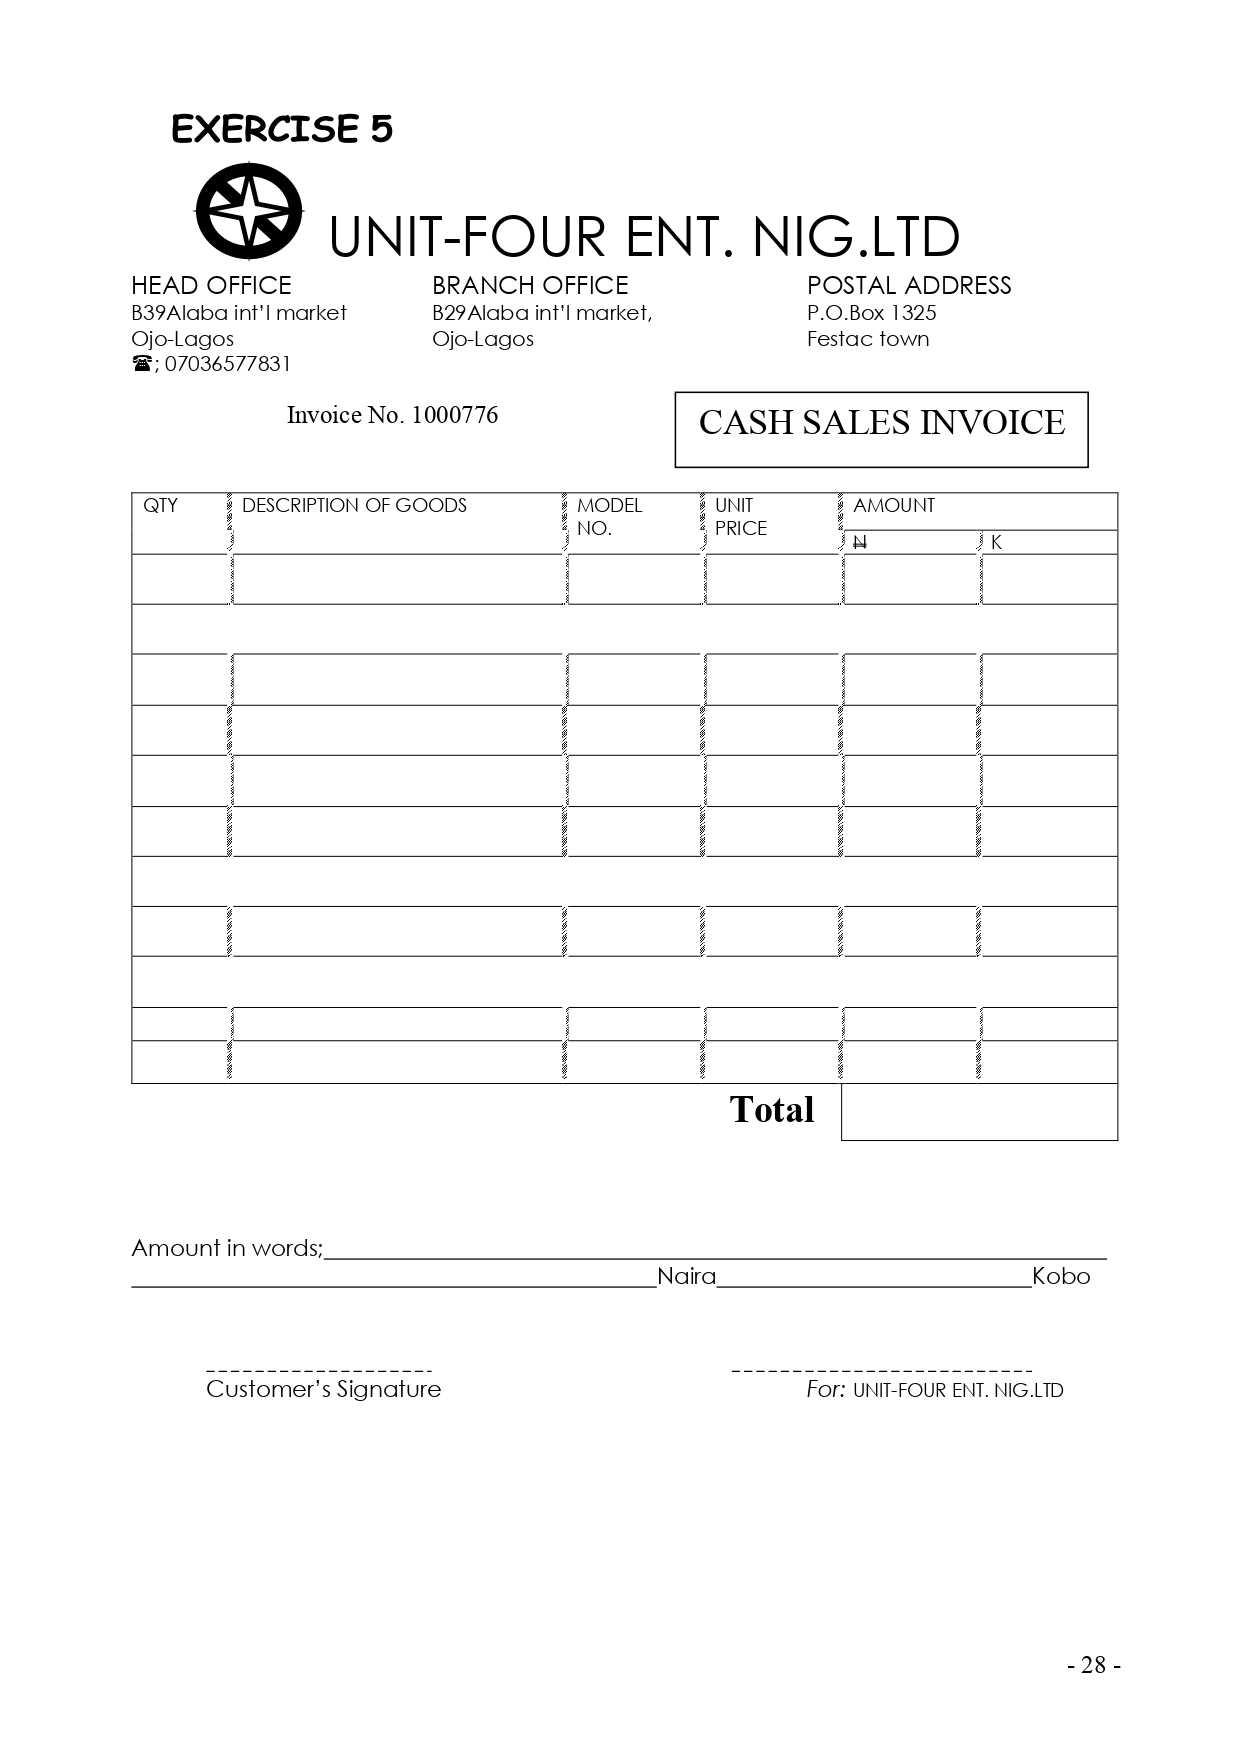 EXERCISE 5
UNIT-FOUR ENT. NIG.LTD
HEAD OFFICE BRANCH OFFICE POSTAL ADDRESS
B39Alaba int’l market B29Alaba int’l market, P.O.Box 1325
Ojo-Lagos Ojo-Lagos Festac town
☎; 07036577831
Invoice No. 1000776 CASH SALES INVOICE
QTY DESCRIPTION OF GOODS MODEL UNIT AMOUNT
NO. PRICE
N K
Total
Amount in words;
Naira Kobo
Customer’s Signature For: UNIT-FOUR ENT. NIG.LTD
- 28 -